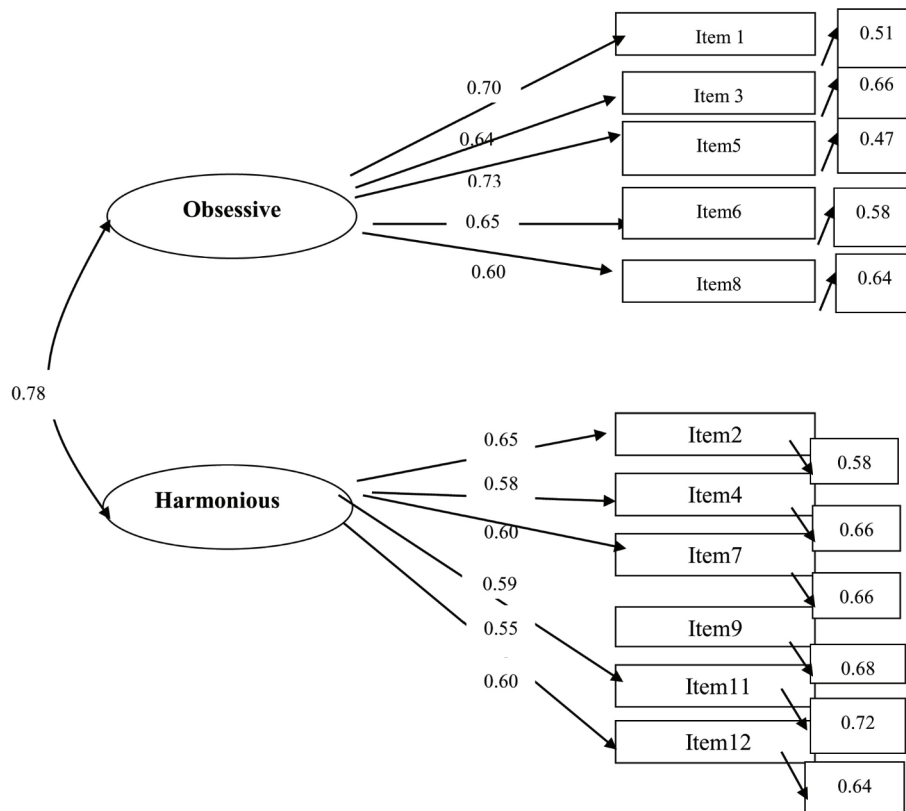 Item 1
0.51
0.70
Item 3
0.66
0.64
Item5
0.47
0.73
Obsessive
Item6
0.58
0.65
0.60
Item8
0.64
0.78
0.65
Item2
0.58
0.58
Item4
Harmonious
0.66
0.60
Item7
0.66
0.59
Item9
0.55
0.68
0.60
Item11
0.72
Item12
0.64